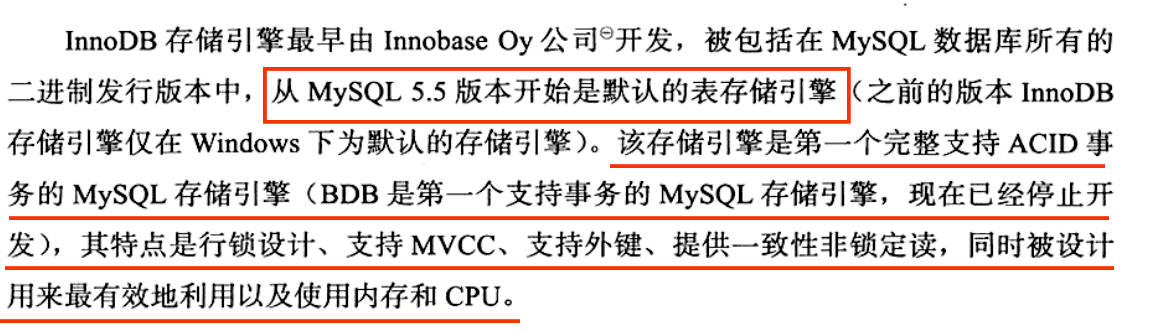 InnoDB 存储引擎最早由 Innobase Oy 公司㊀开发，被包括在 MySQL 数据库所有的
二进制发行版本中，从 MySQL 5.5 版本开始是默认的表存储引擎（之前的版本 InnoDB
存储引擎仅在 Windows 下为默认的存储引擎）。该存储引擎是第一个完整支持 ACID 事
务的 MySQL 存储引擎（BDB 是第一个支持事务的 MySQL 存储引擎，现在已经停止开
发），其特点是行锁设计、支持 MVCC、支持外键、提供一致性非锁定读，同时被设计
用来最有效地利用以及使用内存和 CPU。